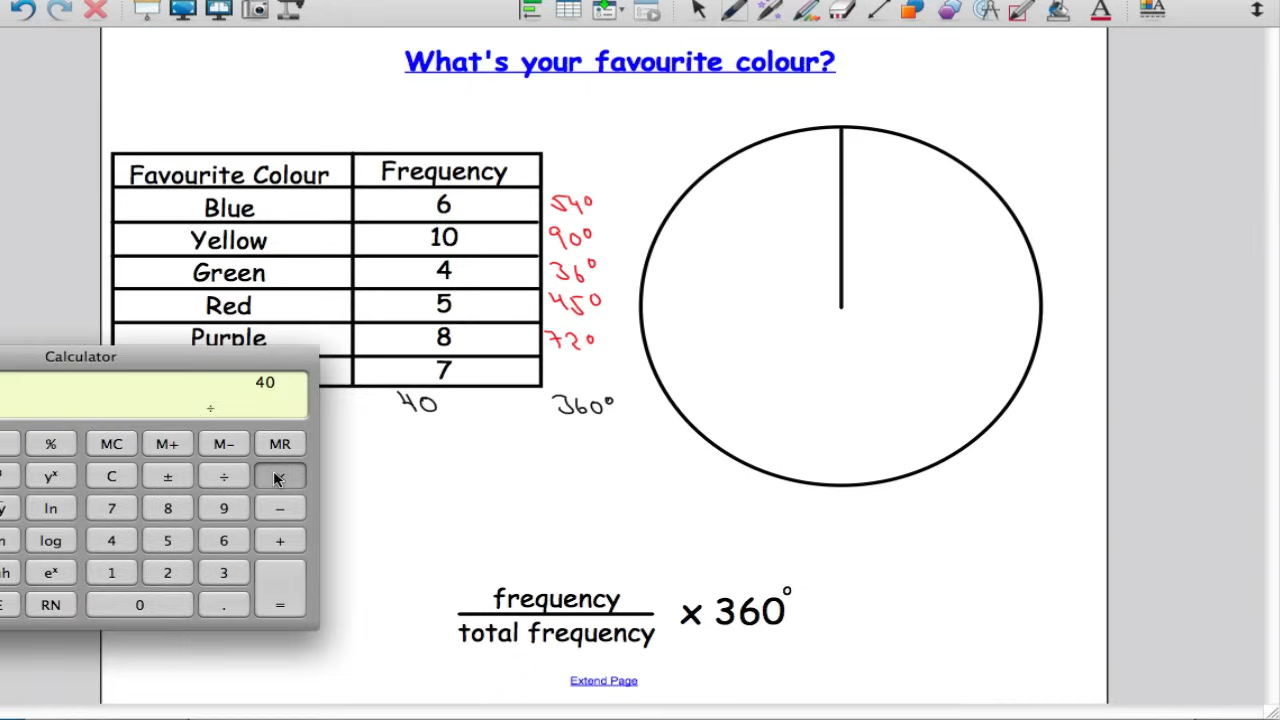 What's your favourite colour?
Favourite Colour Frequency
Blue 6 54°
Yellow 10 90°
Green 4 36°
Red 5 45°
Purple 8 72°
7
40 360°
Calculator
40
÷
% MC M+ M- MR
yˣ C ± ÷ ×
ln 7 8 9 −
log 4 5 6 +
eˣ 1 2 3
RN 0 . =
frequency
total frequency
x 360°
Extend Page